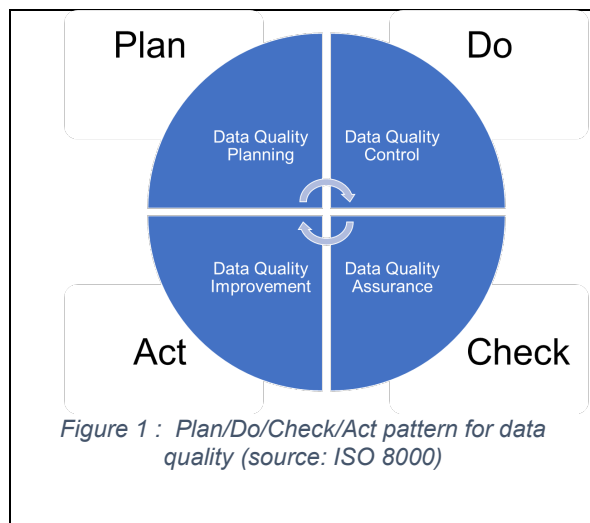 Plan
Do
Data Quality
Planning
Data Quality
Control
Data Quality
Improvement
Data Quality
Assurance
Act
Check
Figure 1 : Plan/Do/Check/Act pattern for data
quality (source: ISO 8000)